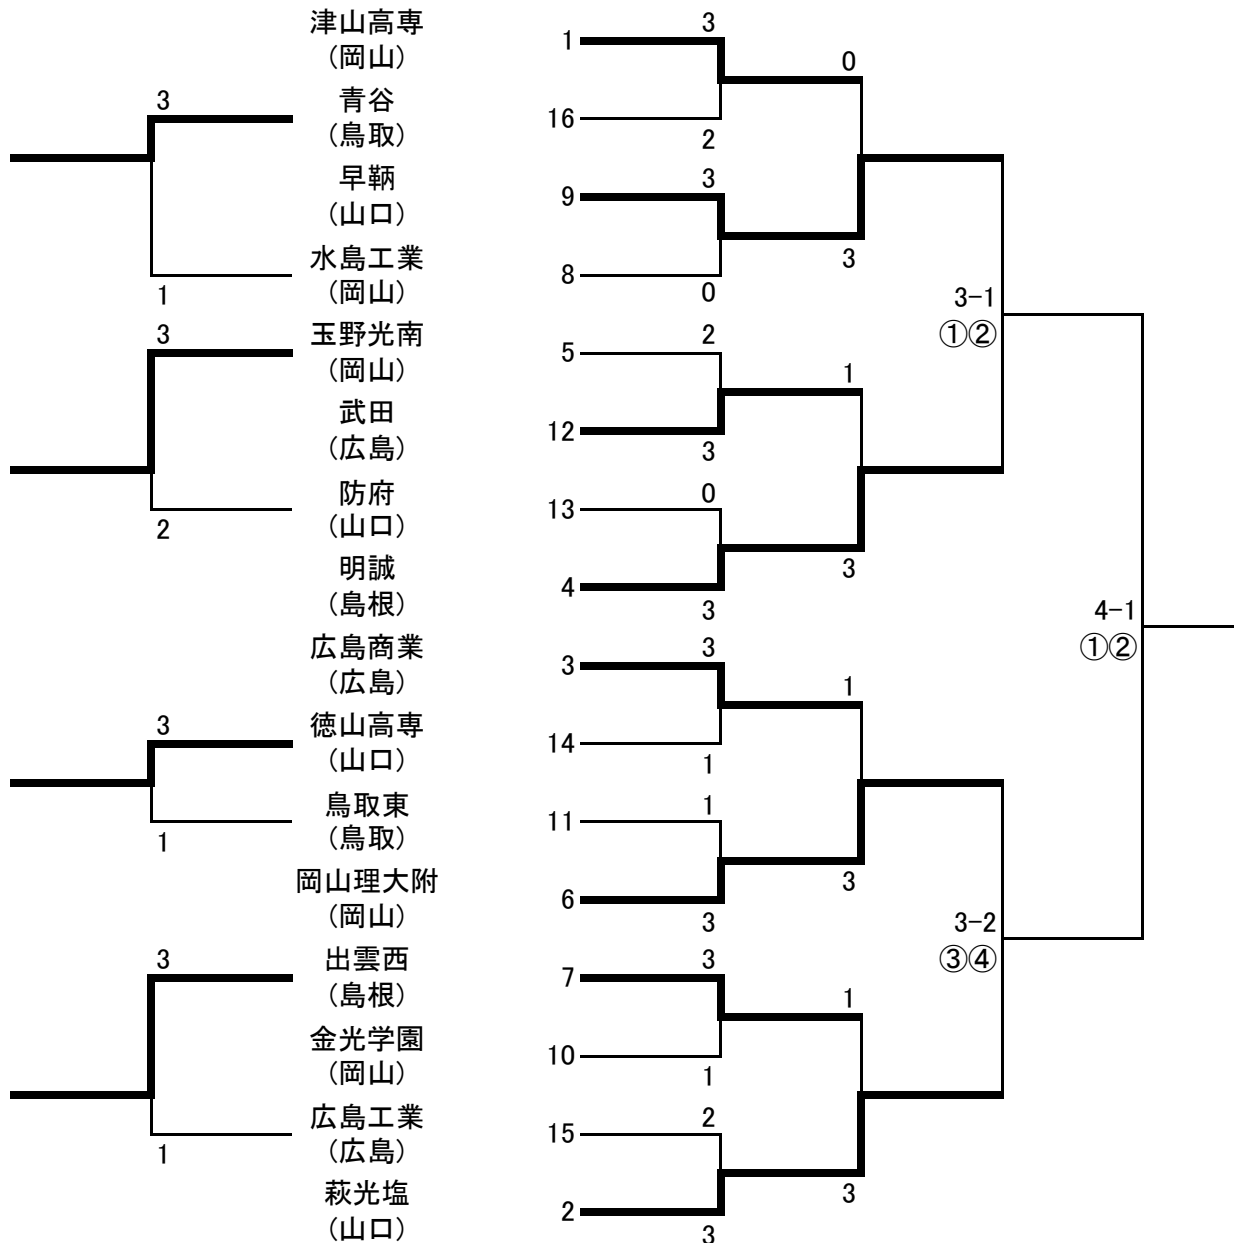 津山高専
(岡山)
青谷
(鳥取)
早鞆
(山口)
水島工業
(岡山)
玉野光南
(岡山)
武田
(広島)
防府
(山口)
明誠
(島根)
広島商業
(広島)
徳山高専
(山口)
鳥取東
(鳥取)
岡山理大附
(岡山)
出雲西
(島根)
金光学園
(岡山)
広島工業
(広島)
萩光塩
(山口)
3
1
3
2
3
1
3
1
1
16
9
8
5
12
13
4
3
14
11
6
7
10
15
2
3
2
3
0
2
3
0
3
3
1
1
3
3
1
2
3
0
3
1
3
1
3
1
3
3-1
①②
3-2
③④
4-1
①②